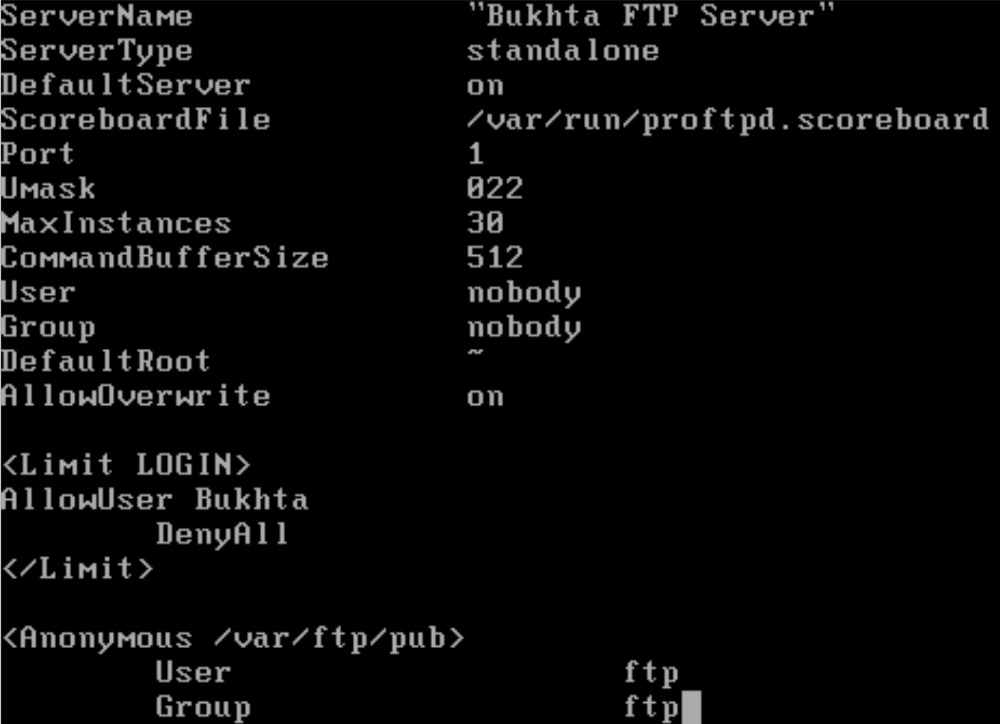 ServerName "Bukhta FTP Server"
ServerType standalone
DefaultServer on
ScoreboardFile /var/run/proftpd.scoreboard
Port 1
Umask 022
MaxInstances 30
CommandBufferSize 512
User nobody
Group nobody
DefaultRoot ~
AllowOverwrite on
<Limit LOGIN>
AllowUser Bukhta
DenyAll
</Limit>
<Anonymous /var/ftp/pub>
User ftp
Group ftp